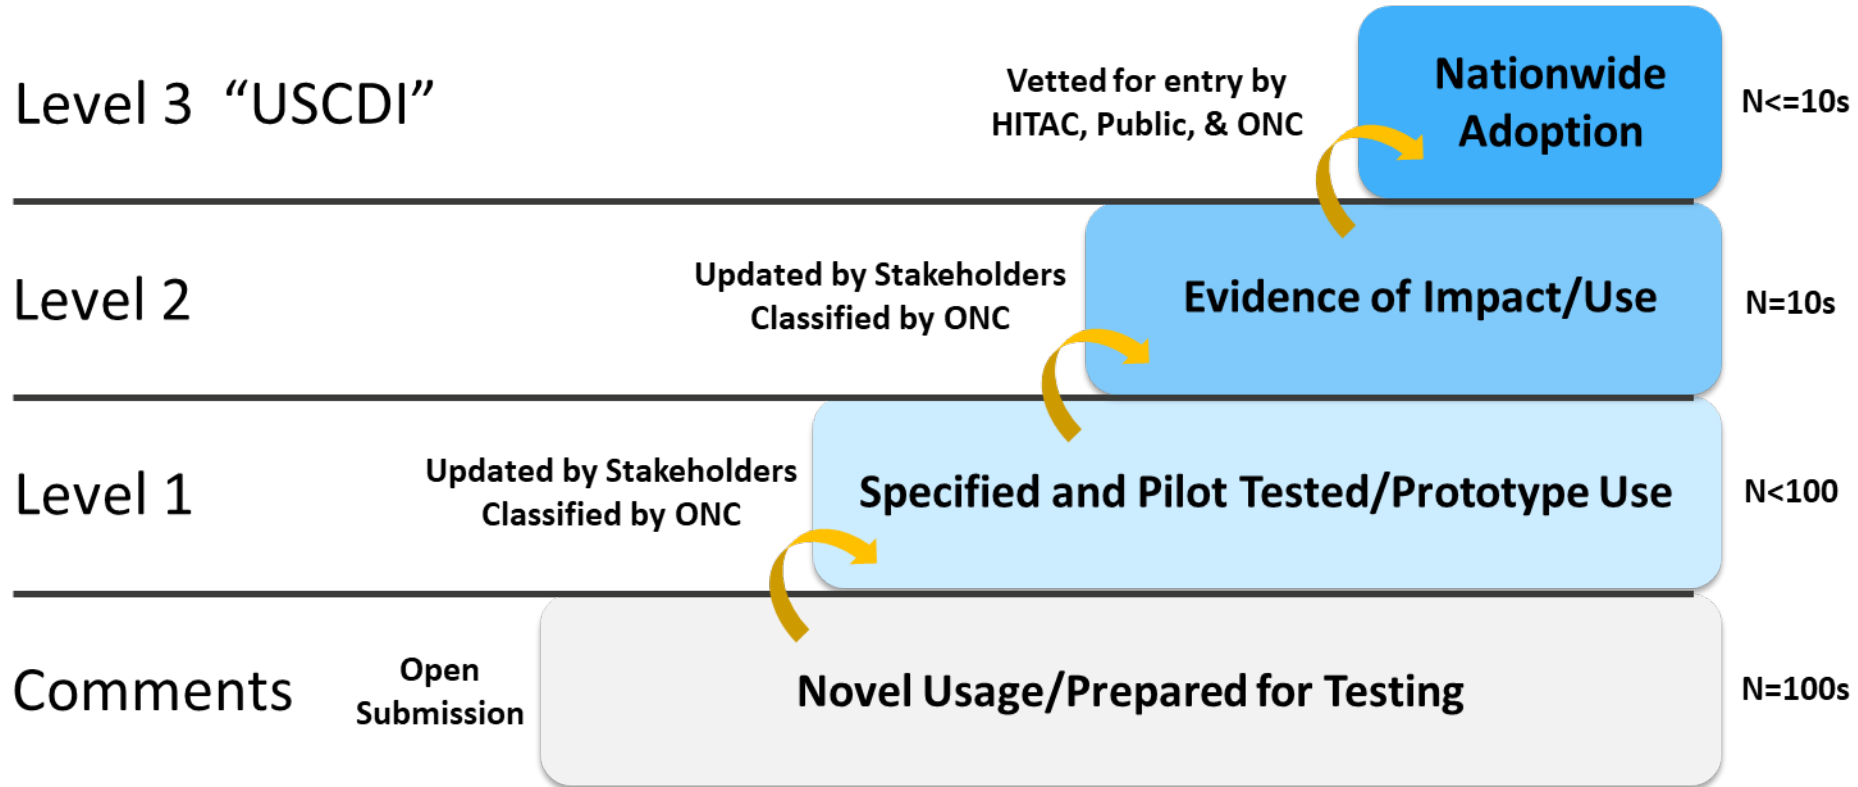 Level 3 “USCDI”
Vetted for entry by
HITAC, Public, & ONC
Nationwide
Adoption
N<=10s
Level 2
Updated by Stakeholders
Classified by ONC
Evidence of Impact/Use
N=10s
Level 1
Updated by Stakeholders
Classified by ONC
Specified and Pilot Tested/Prototype Use
N<100
Comments
Open
Submission
Novel Usage/Prepared for Testing
N=100s